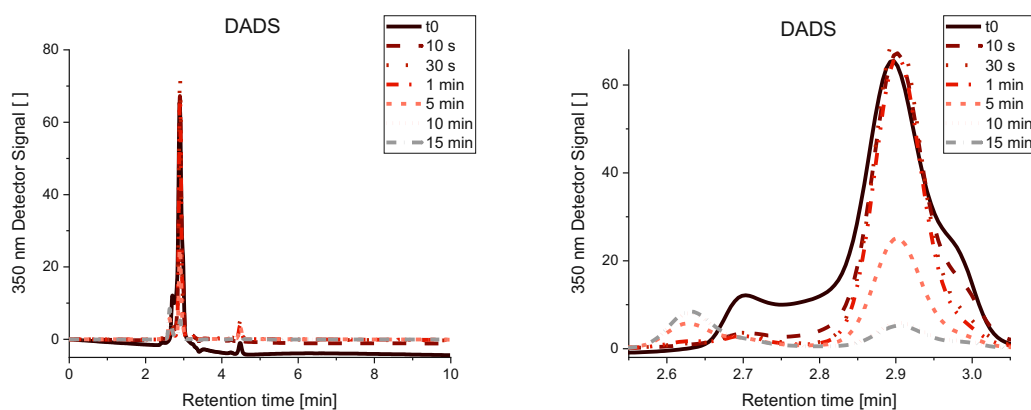 DADS
t0
10 s
30 s
1 min
5 min
10 min
15 min
350 nm Detector Signal [ ]
80
60
40
20
0
0 2 4 6 8 10
Retention time [min]
DADS
t0
10 s
30 s
1 min
5 min
10 min
15 min
350 nm Detector Signal [ ]
60
40
20
0
2.6 2.7 2.8 2.9 3.0
Retention time [min]